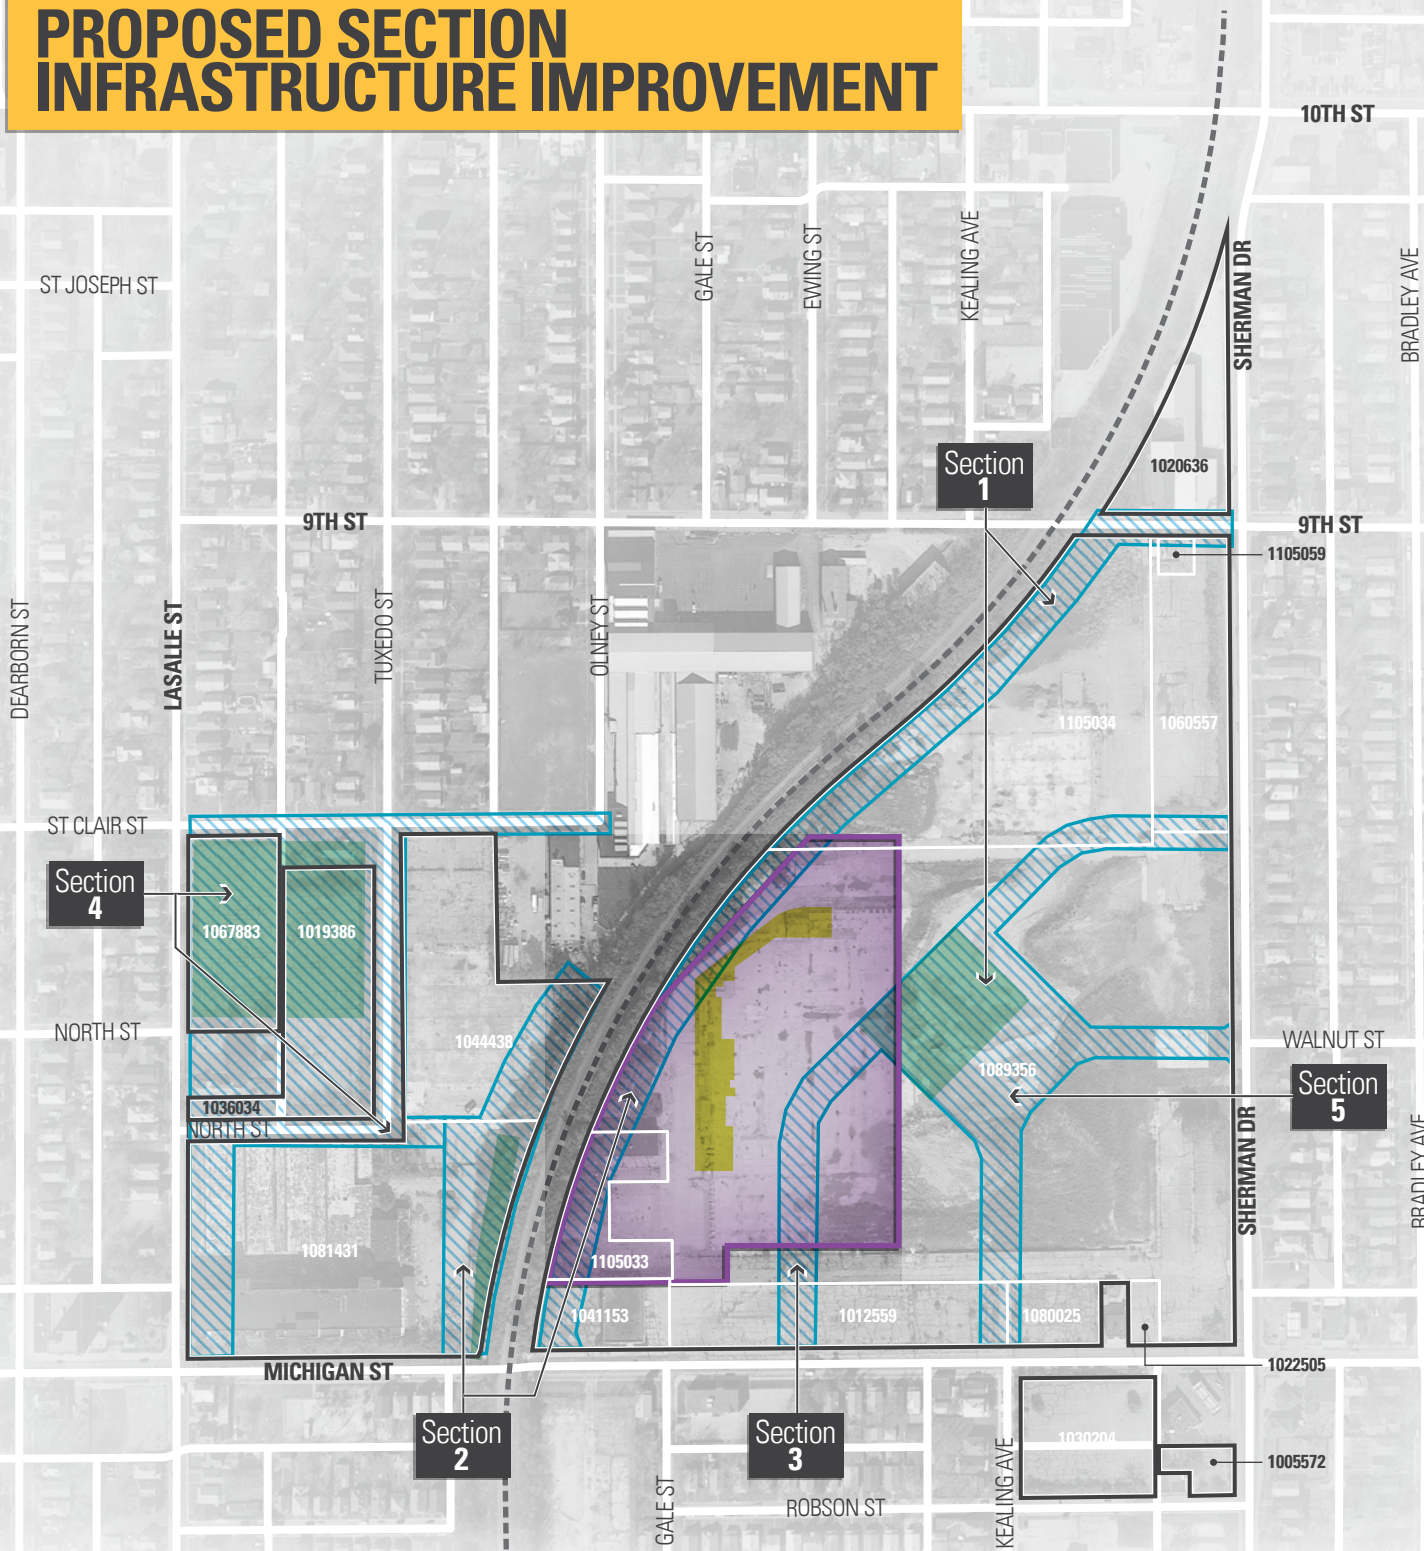 PROPOSED SECTION
INFRASTRUCTURE IMPROVEMENT
10TH ST
ST JOSEPH ST
GALE ST
EWING ST
KEALING AVE
SHERMAN DR
BRADLEY AVE
Section
1
1020636
9TH ST
9TH ST
1105059
DEARBORN ST
LASALLE ST
TUXEDO ST
OLNEY ST
1105034
1060557
ST CLAIR ST
Section
4
1067883
1019386
NORTH ST
1044438
WALNUT ST
1089356
Section
5
1036034
NORTH ST
SHERMAN DR
BRADLEY AVE
1081431
1105033
1041153
1012559
1080025
MICHIGAN ST
1022505
Section
2
Section
3
1030204
1005572
GALE ST
ROBSON ST
KEALING AVE